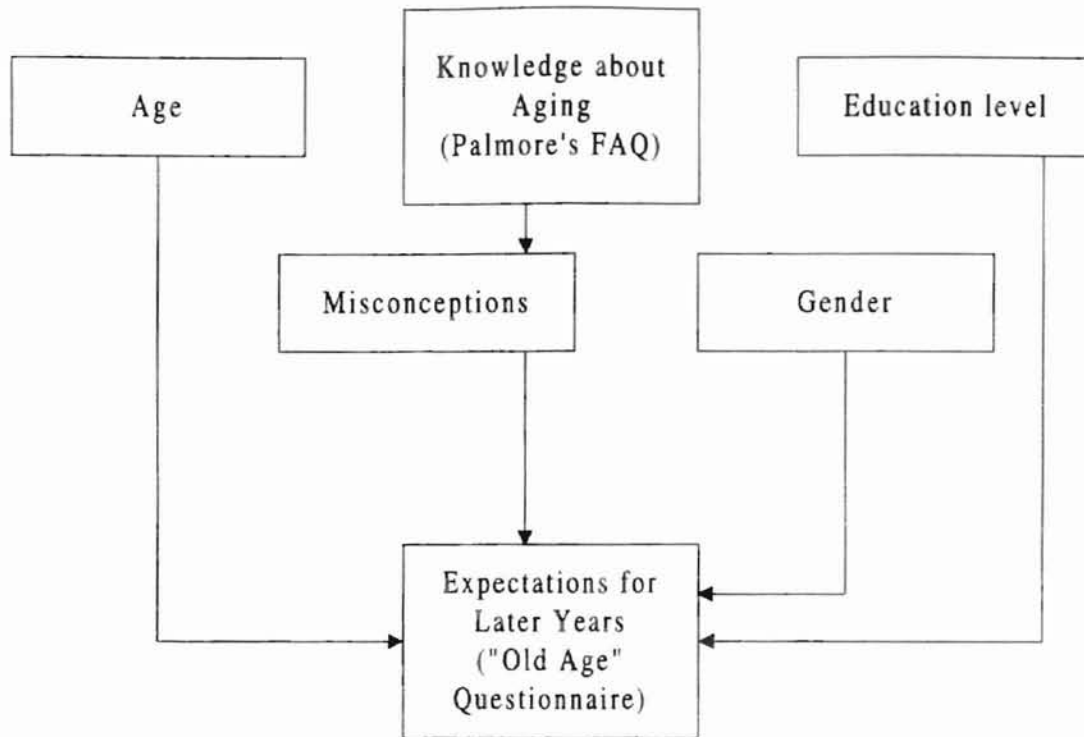 Age
Knowledge about
Aging
(Palmore's FAQ)
Education level
Misconceptions
Gender
Expectations for
Later Years
("Old Age"
Questionnaire)